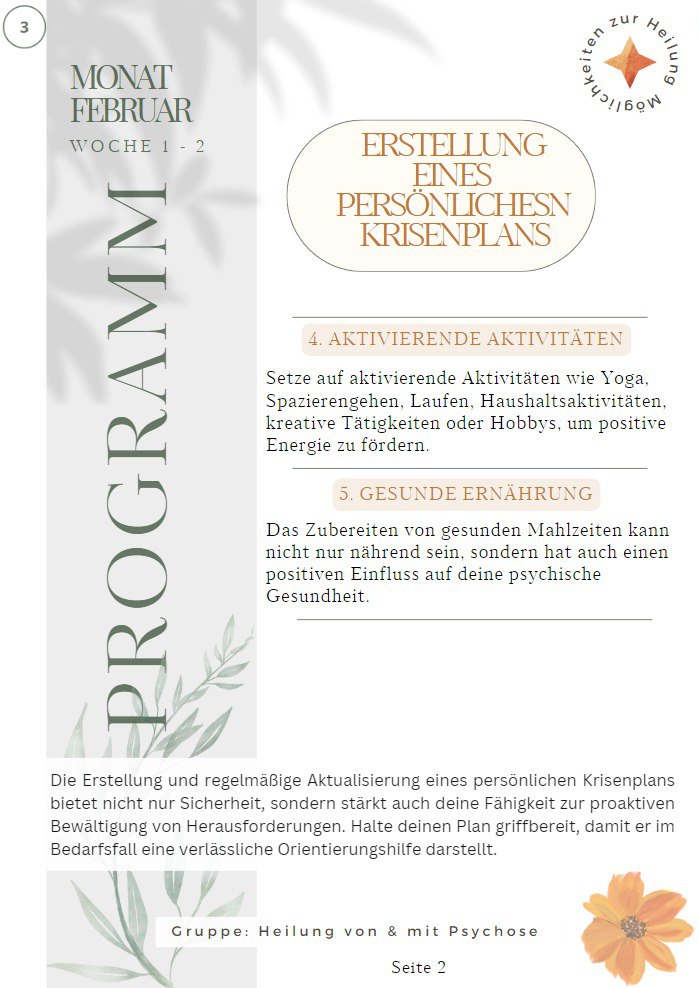 3
Möglichkeiten zur Heilung
MONAT
FEBRUAR
WOCHE 1 - 2
PROGRAMM
ERSTELLUNG
EINES
PERSÖNLICHESN
KRISENPLANS
4. AKTIVIERENDE AKTIVITÄTEN
Setze auf aktivierende Aktivitäten wie Yoga,
Spazierengehen, Laufen, Haushaltsaktivitäten,
kreative Tätigkeiten oder Hobbys, um positive
Energie zu fördern.
5. GESUNDE ERNÄHRUNG
Das Zubereiten von gesunden Mahlzeiten kann
nicht nur nährend sein, sondern hat auch einen
positiven Einfluss auf deine psychische
Gesundheit.
Die Erstellung und regelmäßige Aktualisierung eines persönlichen Krisenplans
bietet nicht nur Sicherheit, sondern stärkt auch deine Fähigkeit zur proaktiven
Bewältigung von Herausforderungen. Halte deinen Plan griffbereit, damit er im
Bedarfsfall eine verlässliche Orientierungshilfe darstellt.
Gruppe: Heilung von & mit Psychose
Seite 2